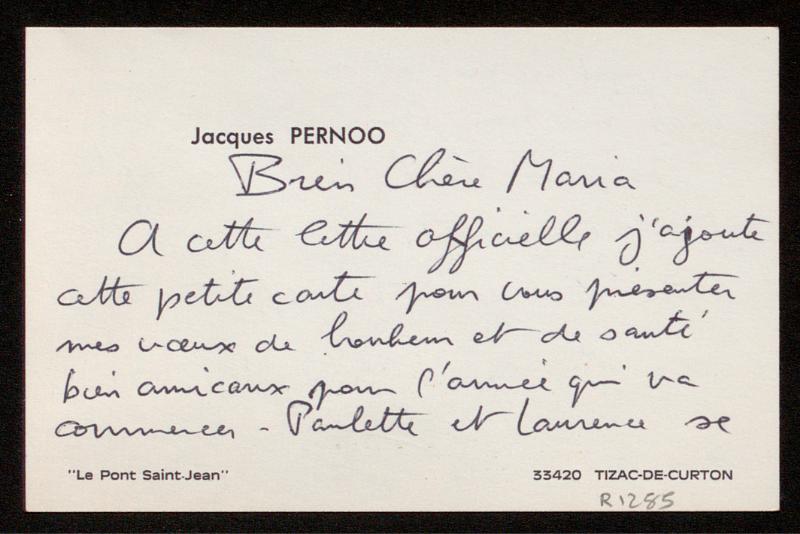 Jacques PERNOO
Bien Chère Maria
A cette lettre officielle j'ajoute
cette petite carte pour vous présenter
mes vœux de bonheur et de santé
bien amicaux pour l'année qui va
commencer - Paulette et Laurence se
"Le Pont Saint-Jean" 33420 TIZAC-DE-CURTON
R1285